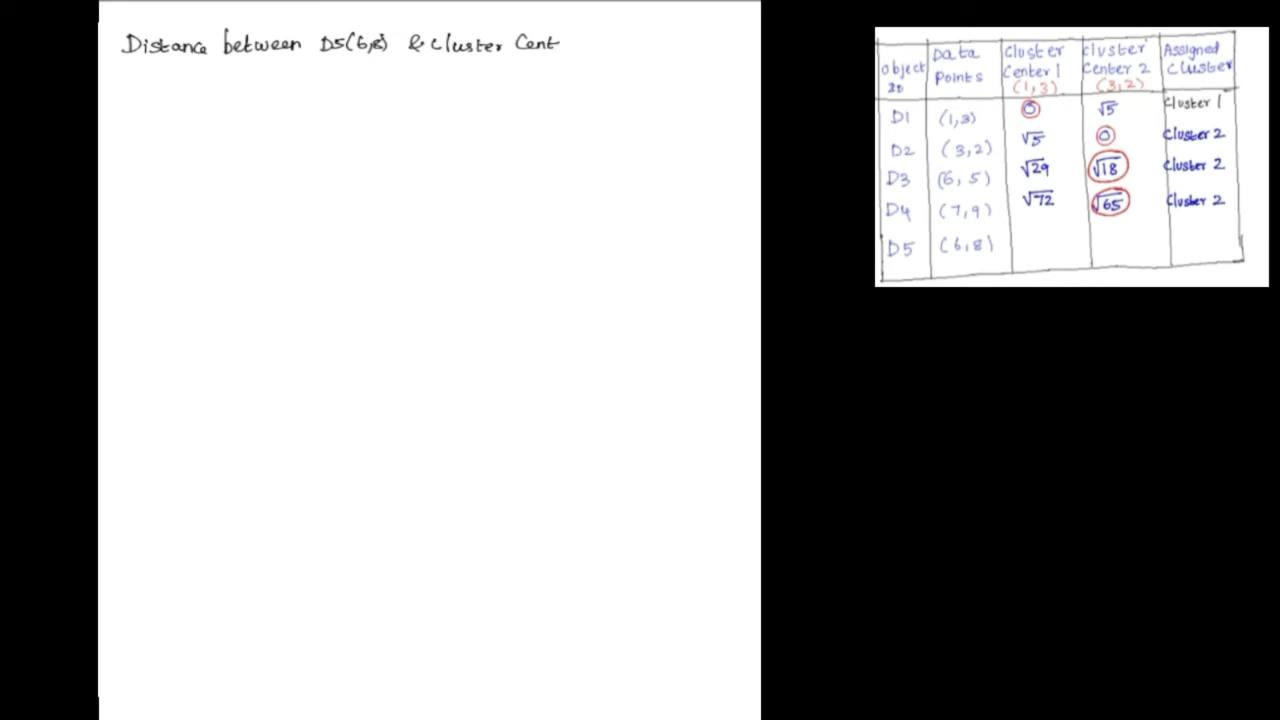 Distance between D5(6,8) & Cluster Cent
Object ID Data Points Cluster Center 1 (1,3) Cluster Center 2 (3,2) Assigned Cluster
D1 (1,3) 0 √5 Cluster 1
D2 (3,2) √5 0 Cluster 2
D3 (6,5) √29 √18 Cluster 2
D4 (7,9) √72 √65 Cluster 2
D5 (6,8)